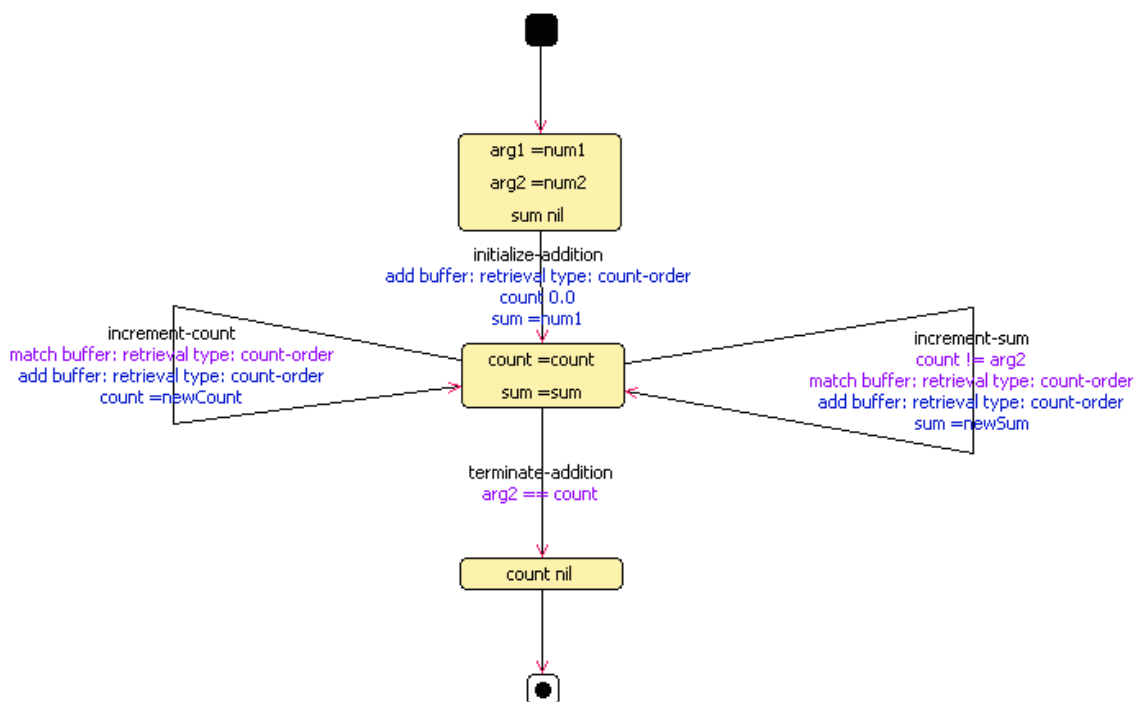 arg1 =num1
arg2 =num2
sum nil
initialize-addition
add buffer: retrieval type: count-order
count 0.0
sum =num1
increment-count
match buffer: retrieval type: count-order
add buffer: retrieval type: count-order
count =newCount
count =count
sum =sum
increment-sum
count != arg2
match buffer: retrieval type: count-order
add buffer: retrieval type: count-order
sum =newSum
terminate-addition
arg2 == count
count nil